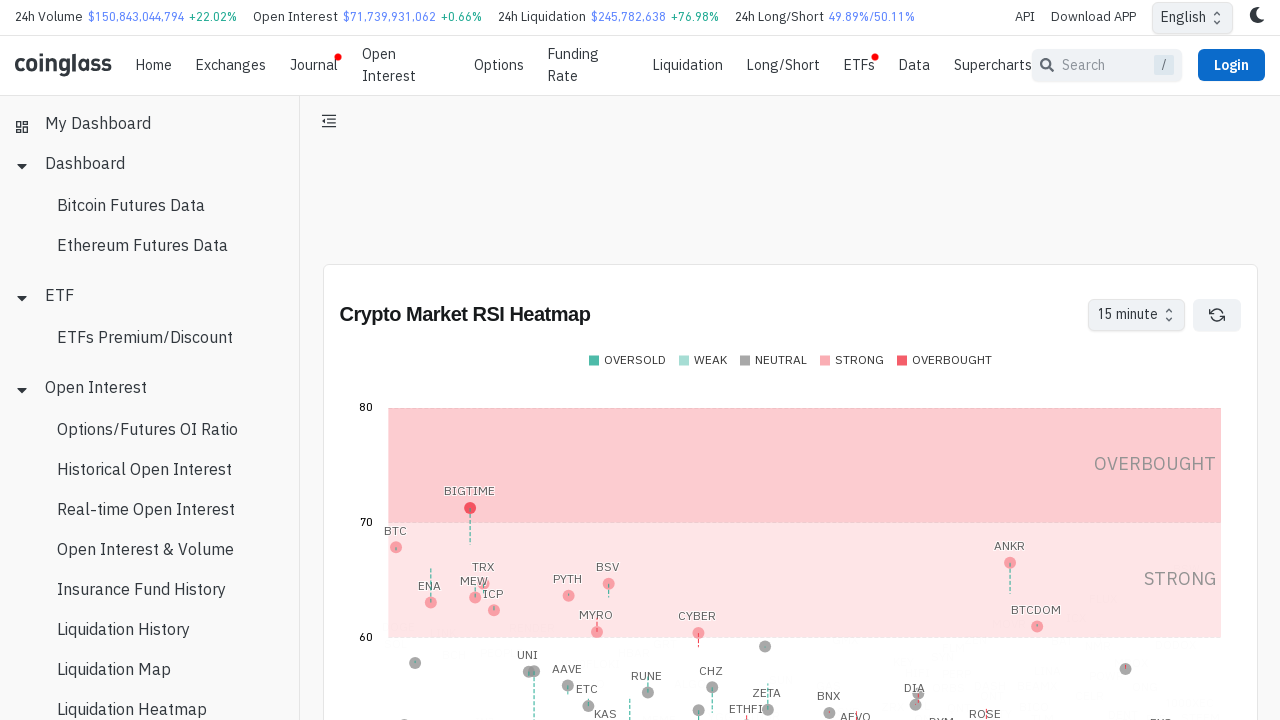 24h Volume $150,843,044,794 +22.02% Open Interest $71,739,931,062 +0.66% 24h Liquidation $245,782,638 +76.98% 24h Long/Short 49.89%/50.11% API Download APP English
coinglass Home Exchanges Journal Open Interest Options Funding Rate Liquidation Long/Short ETFs Data Supercharts Search / Login
My Dashboard
Dashboard
Bitcoin Futures Data
Ethereum Futures Data
ETF
ETFs Premium/Discount
Open Interest
Options/Futures OI Ratio
Historical Open Interest
Real-time Open Interest
Open Interest & Volume
Insurance Fund History
Liquidation History
Liquidation Map
Liquidation Heatmap
Crypto Market RSI Heatmap 15 minute
OVERSOLD WEAK NEUTRAL STRONG OVERBOUGHT
80
OVERBOUGHT
BIGTIME
70
BTC
ANKR
TRX BSV
MEW PYTH STRONG
ENA ICP
BTCDOM
MYRO CYBER
60
UNI
AAVE CHZ
RUNE
ETC ZETA DIA
BNX
KAS ETHFI AEVO ROSE